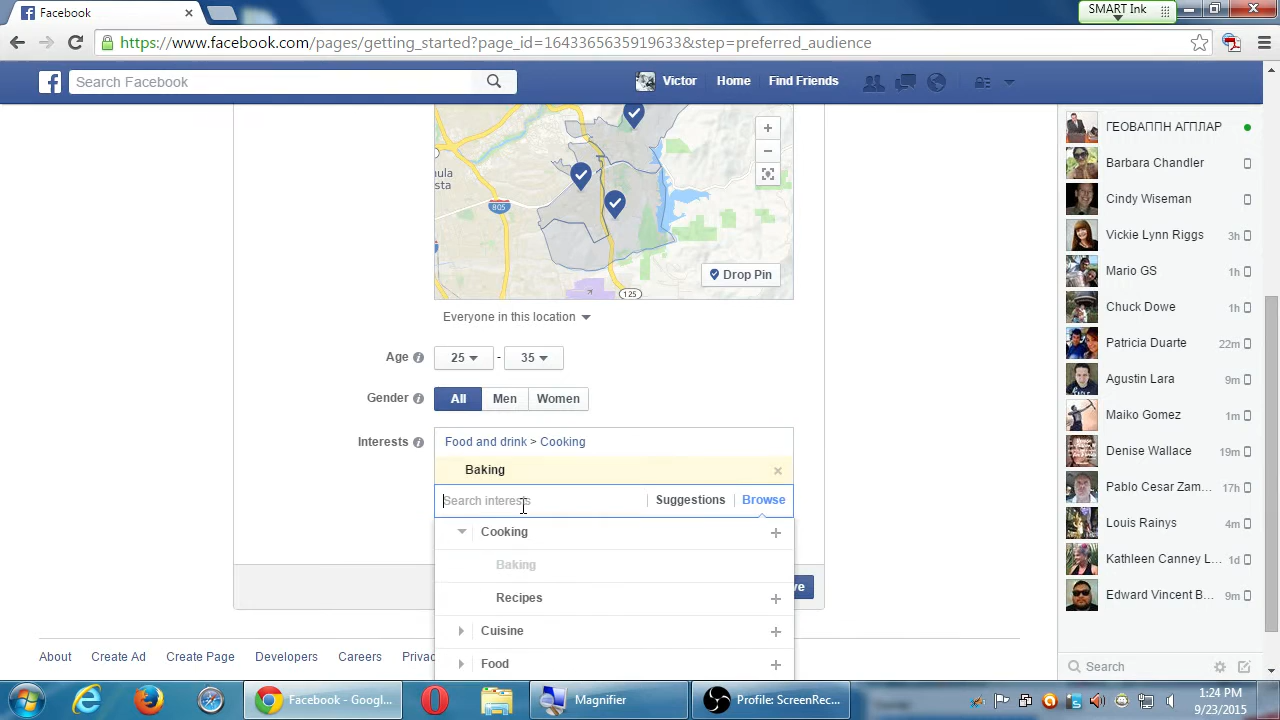 Facebook
SMART Ink
https://www.facebook.com/pages/getting_started?page_id=1643365635919633&step=preferred_audience
Search Facebook
Victor
Home
Find Friends
805
125
Drop Pin
Everyone in this location
Age
25
-
35
Gender
All
Men
Women
Interests
Food and drink > Cooking
Baking
Search interests
Suggestions
Browse
Cooking
Baking
Recipes
Cuisine
Food
About
Create Ad
Create Page
Developers
Careers
ГЕОВАППН АГПЛАР
Barbara Chandler
Cindy Wiseman
Vickie Lynn Riggs
3h
Mario GS
1h
Chuck Dowe
1h
Patricia Duarte
22m
Agustin Lara
9m
Maiko Gomez
1m
Denise Wallace
19m
Pablo Cesar Zam...
17h
Louis Rainys
4m
Kathleen Canney L...
1d
Edward Vincent B...
9m
Search
Facebook - Googl...
Magnifier
Profile: ScreenRec...
1:24 PM
9/23/2015